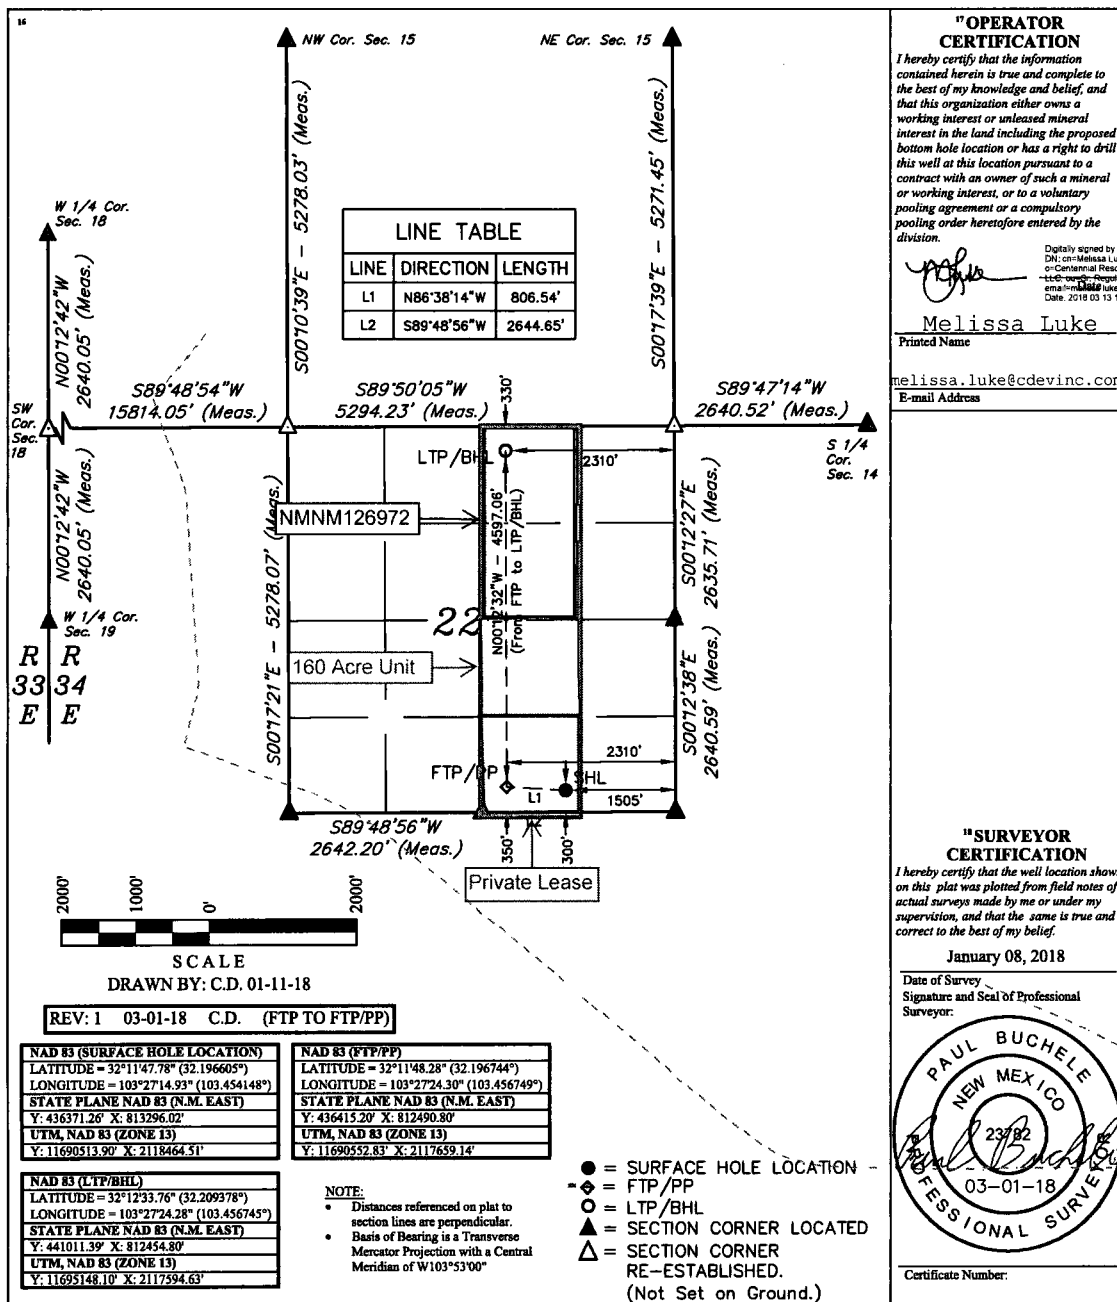 16
NW Cor. Sec. 15
NE Cor. Sec. 15
S00°10'39"E - 5278.03' (Meas.)
S00°17'39"E - 5271.45' (Meas.)
W 1/4 Cor.
Sec. 18
N00°12'42"W
2640.05' (Meas.)
LINE TABLE
LINE DIRECTION LENGTH
L1 N86°38'14"W 806.54'
L2 S89°48'56"W 2644.65'
S89°48'54"W
15814.05' (Meas.)
S89°50'05"W
5294.23' (Meas.)
330'
S89°47'14"W
2640.52' (Meas.)
SW
Cor.
Sec.
18
S 1/4
Cor.
Sec. 14
LTP/BHL
2310'
N00°12'42"W
2640.05' (Meas.)
NMNM126972
S00°17'21"E - 5278.07' (Meas.)
N00°12'32"W - 4597.06'
(From FTP to LTP/BHL)
S00°12'27"E
2635.71' (Meas.)
W 1/4 Cor.
Sec. 19
22
160 Acre Unit
R R
33 34
E E
S00°12'38"E
2640.59' (Meas.)
2310'
FTP/PP
SHL
L1
1505'
S89°48'56"W
2642.20' (Meas.)
350'
300'
Private Lease
2000'
1000'
0'
2000'
SCALE
DRAWN BY: C.D. 01-11-18
REV: 1 03-01-18 C.D. (FTP TO FTP/PP)
NAD 83 (SURFACE HOLE LOCATION)
LATITUDE = 32°11'47.78" (32.196605°)
LONGITUDE = 103°27'14.93" (103.454148°)
STATE PLANE NAD 83 (N.M. EAST)
Y: 436371.26' X: 813296.02'
UTM, NAD 83 (ZONE 13)
Y: 11690513.90' X: 2118464.51'
NAD 83 (FTP/PP)
LATITUDE = 32°11'48.28" (32.196744°)
LONGITUDE = 103°27'24.30" (103.456749°)
STATE PLANE NAD 83 (N.M. EAST)
Y: 436415.20' X: 812490.80'
UTM, NAD 83 (ZONE 13)
Y: 11690552.83' X: 2117659.14'
NAD 83 (LTP/BHL)
LATITUDE = 32°12'33.76" (32.209378°)
LONGITUDE = 103°27'24.28" (103.456745°)
STATE PLANE NAD 83 (N.M. EAST)
Y: 441011.39' X: 812454.80'
UTM, NAD 83 (ZONE 13)
Y: 11695148.10' X: 2117594.63'
NOTE:
• Distances referenced on plat to
section lines are perpendicular.
• Basis of Bearing is a Transverse
Mercator Projection with a Central
Meridian of W103°53'00"
= SURFACE HOLE LOCATION
= FTP/PP
= LTP/BHL
= SECTION CORNER LOCATED
= SECTION CORNER
RE-ESTABLISHED.
(Not Set on Ground.)
17 OPERATOR
CERTIFICATION
I hereby certify that the information
contained herein is true and complete to
the best of my knowledge and belief, and
that this organization either owns a
working interest or unleased mineral
interest in the land including the proposed
bottom hole location or has a right to drill
this well at this location pursuant to a
contract with an owner of such a mineral
or working interest, or to a voluntary
pooling agreement or a compulsory
pooling order heretofore entered by the
division.
Digitally signed by
DN: cn=Melissa Lu
o=Centennial Reso
Date
Date. 2018 03 13 1
Melissa Luke
Printed Name
melissa.luke@cdevinc.com
E-mail Address
18 SURVEYOR
CERTIFICATION
I hereby certify that the well location shown
on this plat was plotted from field notes of
actual surveys made by me or under my
supervision, and that the same is true and
correct to the best of my belief.
January 08, 2018
Date of Survey
Signature and Seal of Professional
Surveyor:
PAUL BUCHELE
NEW MEXICO
23782
03-01-18
PROFESSIONAL SURVEYOR
Certificate Number: